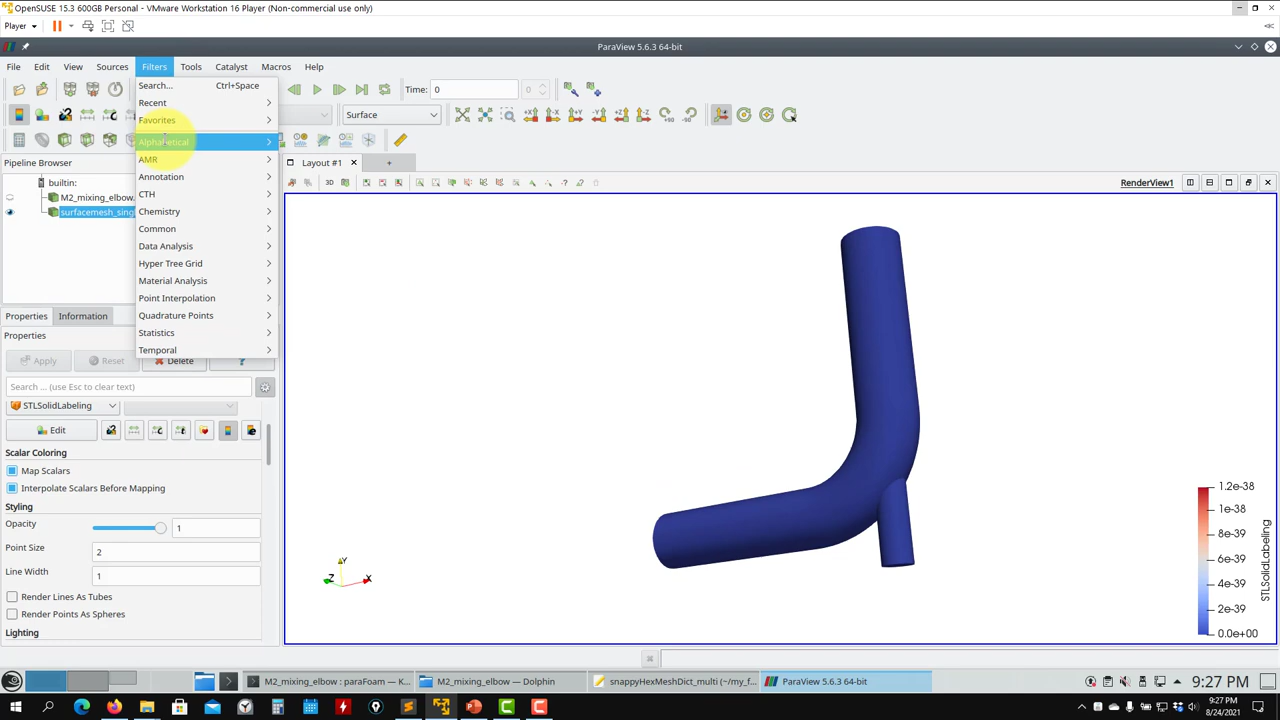 OpenSUSE 15.3 600GB Personal - VMware Workstation 16 Player (Non-commercial use only)
Player
ParaView 5.6.3 64-bit
File Edit View Sources Filters Tools Catalyst Macros Help
Search... Ctrl+Space
Recent
Favorites
Alphabetical
AMR
Annotation
CTH
Chemistry
Common
Data Analysis
Hyper Tree Grid
Material Analysis
Point Interpolation
Quadrature Points
Statistics
Temporal
Time: 0 0
Surface
+X -X +Y -Y +Z -Z
Pipeline Browser
builtin:
M2_mixing_elbow.
surfacemesh_sing
Layout #1 +
3D
RenderView1
Properties Information
Properties
Apply Reset Delete ?
Search ... (use Esc to clear text)
STLSolidLabeling
Edit
Scalar Coloring
Map Scalars
Interpolate Scalars Before Mapping
Styling
Opacity 1
Point Size 2
Line Width 1
Render Lines As Tubes
Render Points As Spheres
Lighting
Y
Z X
1.2e-38
1e-38
8e-39
6e-39
4e-39
2e-39
0.0e+00
STLSolidLabeling
M2_mixing_elbow : paraFoam — K...
M2_mixing_elbow — Dolphin
snappyHexMeshDict_multi (~/my_f...
ParaView 5.6.3 64-bit
9:27 PM
9:27 PM
8/24/2021